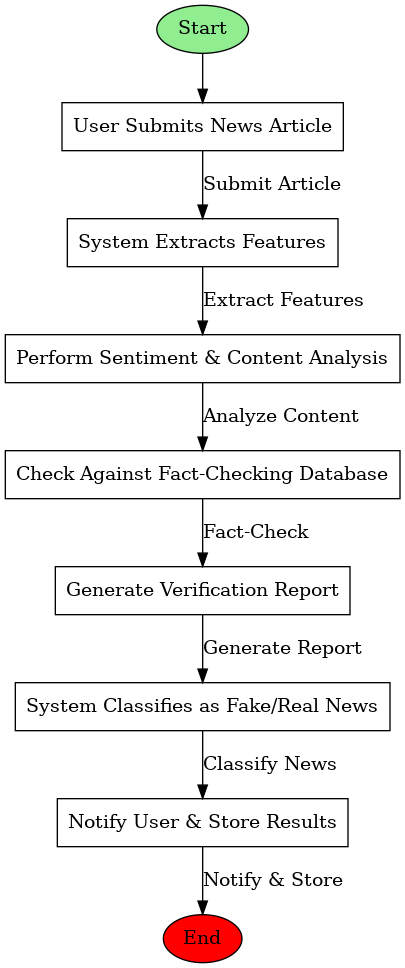 Start
User Submits News Article
Submit Article
System Extracts Features
Extract Features
Perform Sentiment & Content Analysis
Analyze Content
Check Against Fact-Checking Database
Fact-Check
Generate Verification Report
Generate Report
System Classifies as Fake/Real News
Classify News
Notify User & Store Results
Notify & Store
End